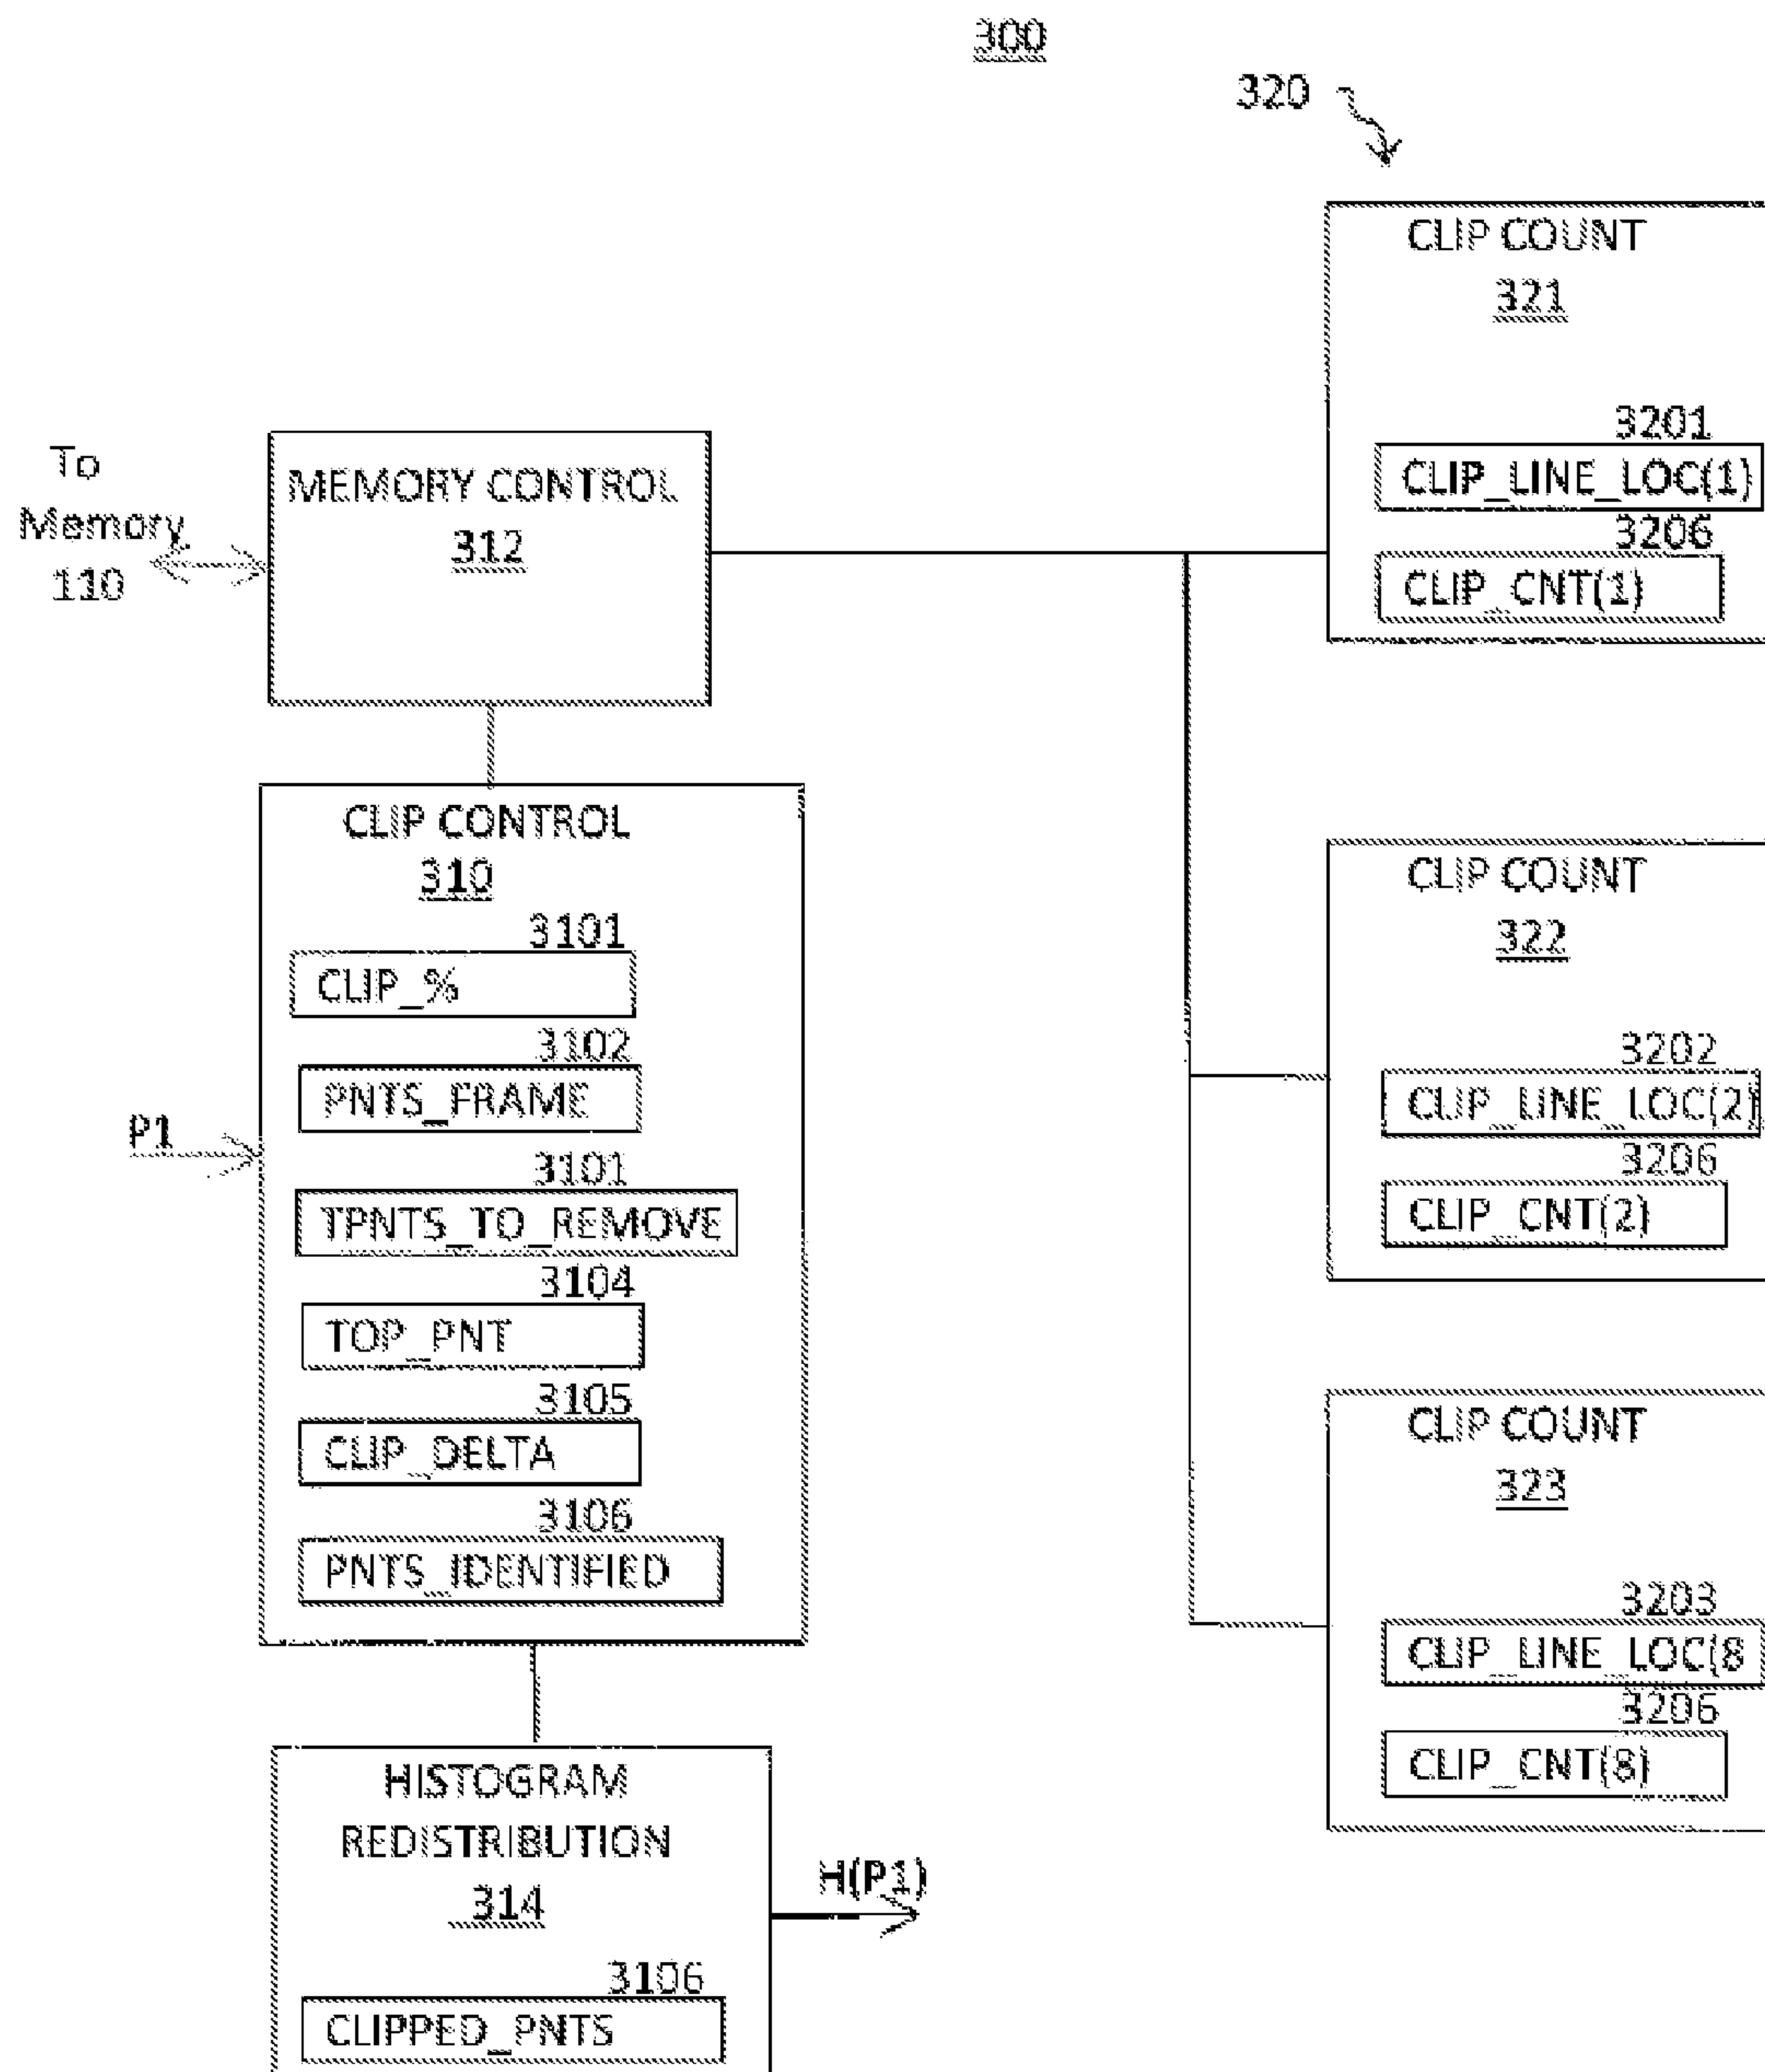 300
320
CLIP COUNT
321
3201
CLIP_LINE_LOC(1)
3206
CLIP_CNT(1)
To
Memory
110
MEMORY CONTROL
312
CLIP CONTROL
310
3101
CLIP_%
3102
PNTS_FRAME
P1
3101
TPNTS_TO_REMOVE
3104
TOP_PNT
3105
CLIP_DELTA
3106
PNTS_IDENTIFIED
CLIP COUNT
322
3202
CLIP_LINE_LOC(2)
3206
CLIP_CNT(2)
CLIP COUNT
323
3203
CLIP_LINE_LOC(8
3206
CLIP_CNT(8)
HISTOGRAM
REDISTRIBUTION
314
H(P1)
3106
CLIPPED_PNTS